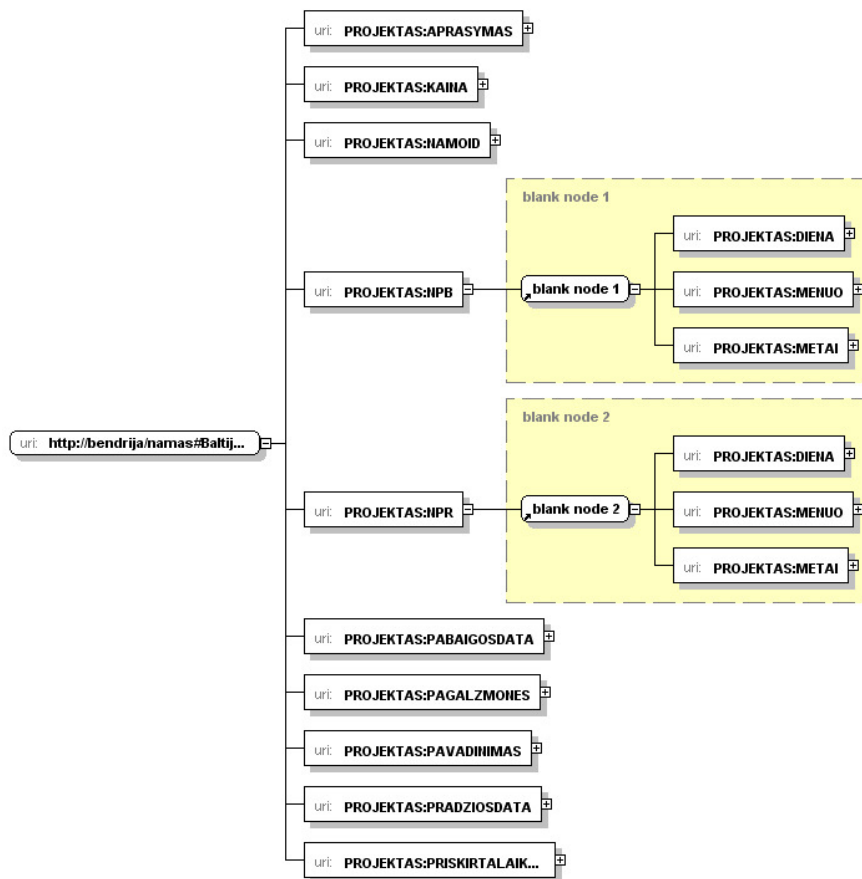 uri: PROJEKTAS:APRASYMAS
uri: PROJEKTAS:KAINA
uri: PROJEKTAS:NAMOID
blank node 1
uri: PROJEKTAS:DIENA
uri: PROJEKTAS:NPB
blank node 1
uri: PROJEKTAS:MENUO
uri: PROJEKTAS:METAI
blank node 2
uri: http://bendrija/namas#Baltij...
uri: PROJEKTAS:DIENA
uri: PROJEKTAS:NPR
blank node 2
uri: PROJEKTAS:MENUO
uri: PROJEKTAS:METAI
uri: PROJEKTAS:PABAIGOSDATA
uri: PROJEKTAS:PAGALZMONES
uri: PROJEKTAS:PAVADINIMAS
uri: PROJEKTAS:PRADZIOSDATA
uri: PROJEKTAS:PRISKIRTALAIK...